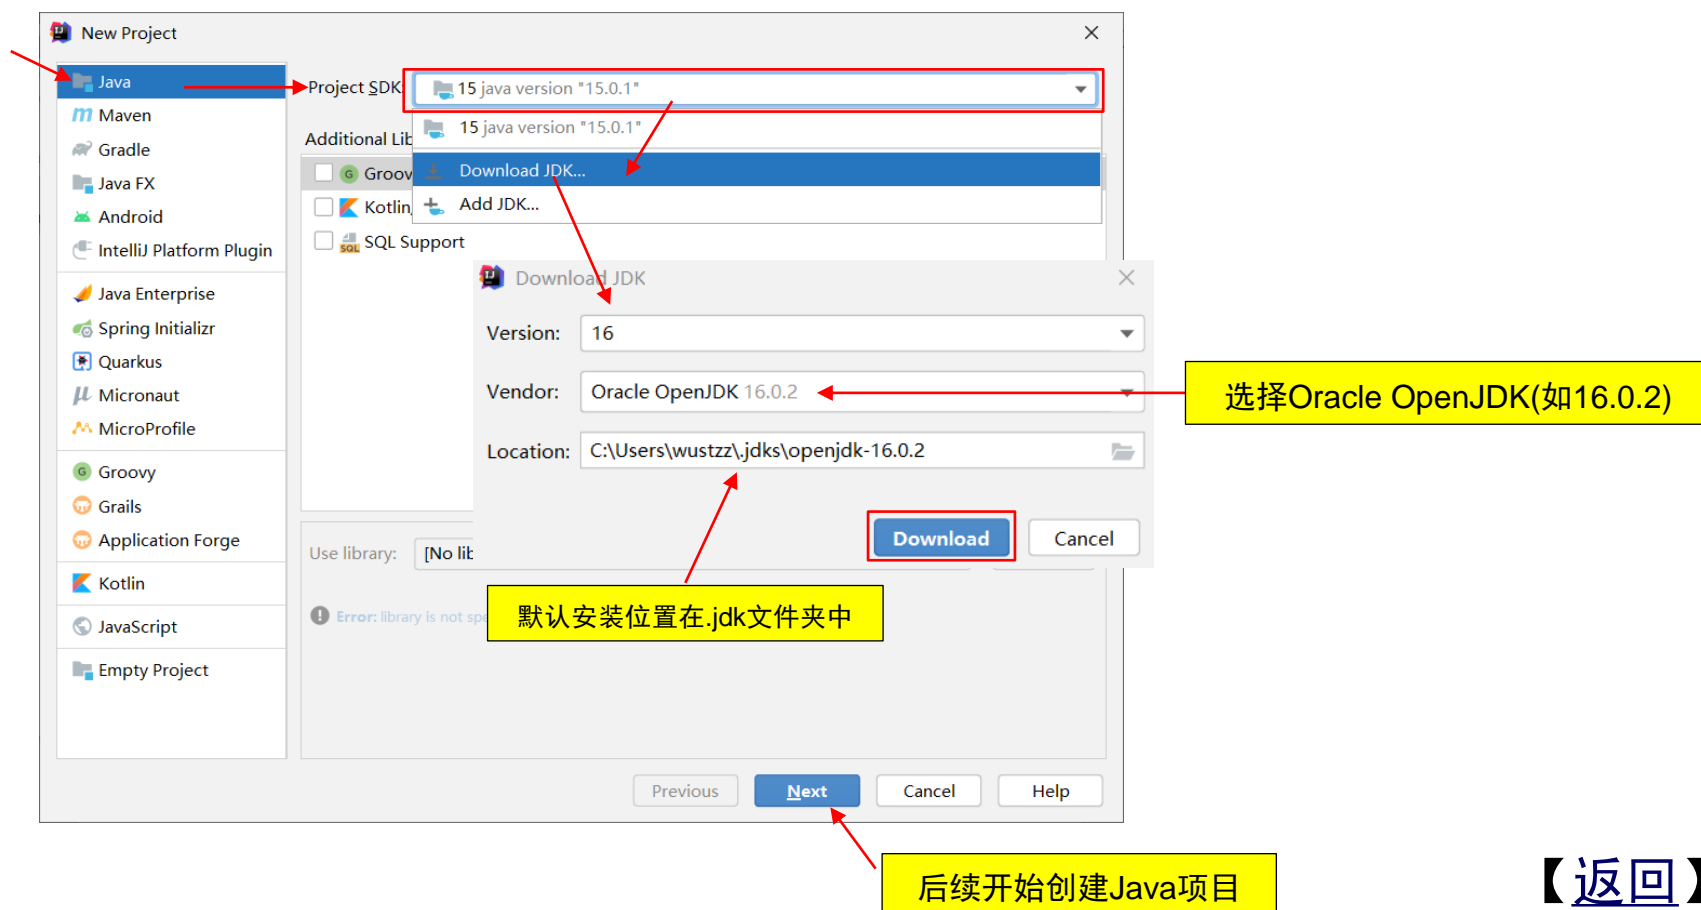 New Project
Java
Maven
Gradle
Java FX
Android
IntelliJ Platform Plugin
Java Enterprise
Spring Initializr
Quarkus
Micronaut
MicroProfile
Groovy
Grails
Application Forge
Kotlin
JavaScript
Empty Project
Project SDK
15 java version "15.0.1"
15 java version "15.0.1"
Download JDK...
Add JDK...
Additional Lib
Groov
Kotlin
SQL Support
Download JDK
Version: 16
Vendor: Oracle OpenJDK 16.0.2
Location: C:\Users\wustzz\.jdks\openjdk-16.0.2
Download Cancel
选择Oracle OpenJDK(如16.0.2)
Use library: [No lib
默认安装位置在.jdk文件夹中
Error: library is not spe
Previous Next Cancel Help
后续开始创建Java项目
【返回】